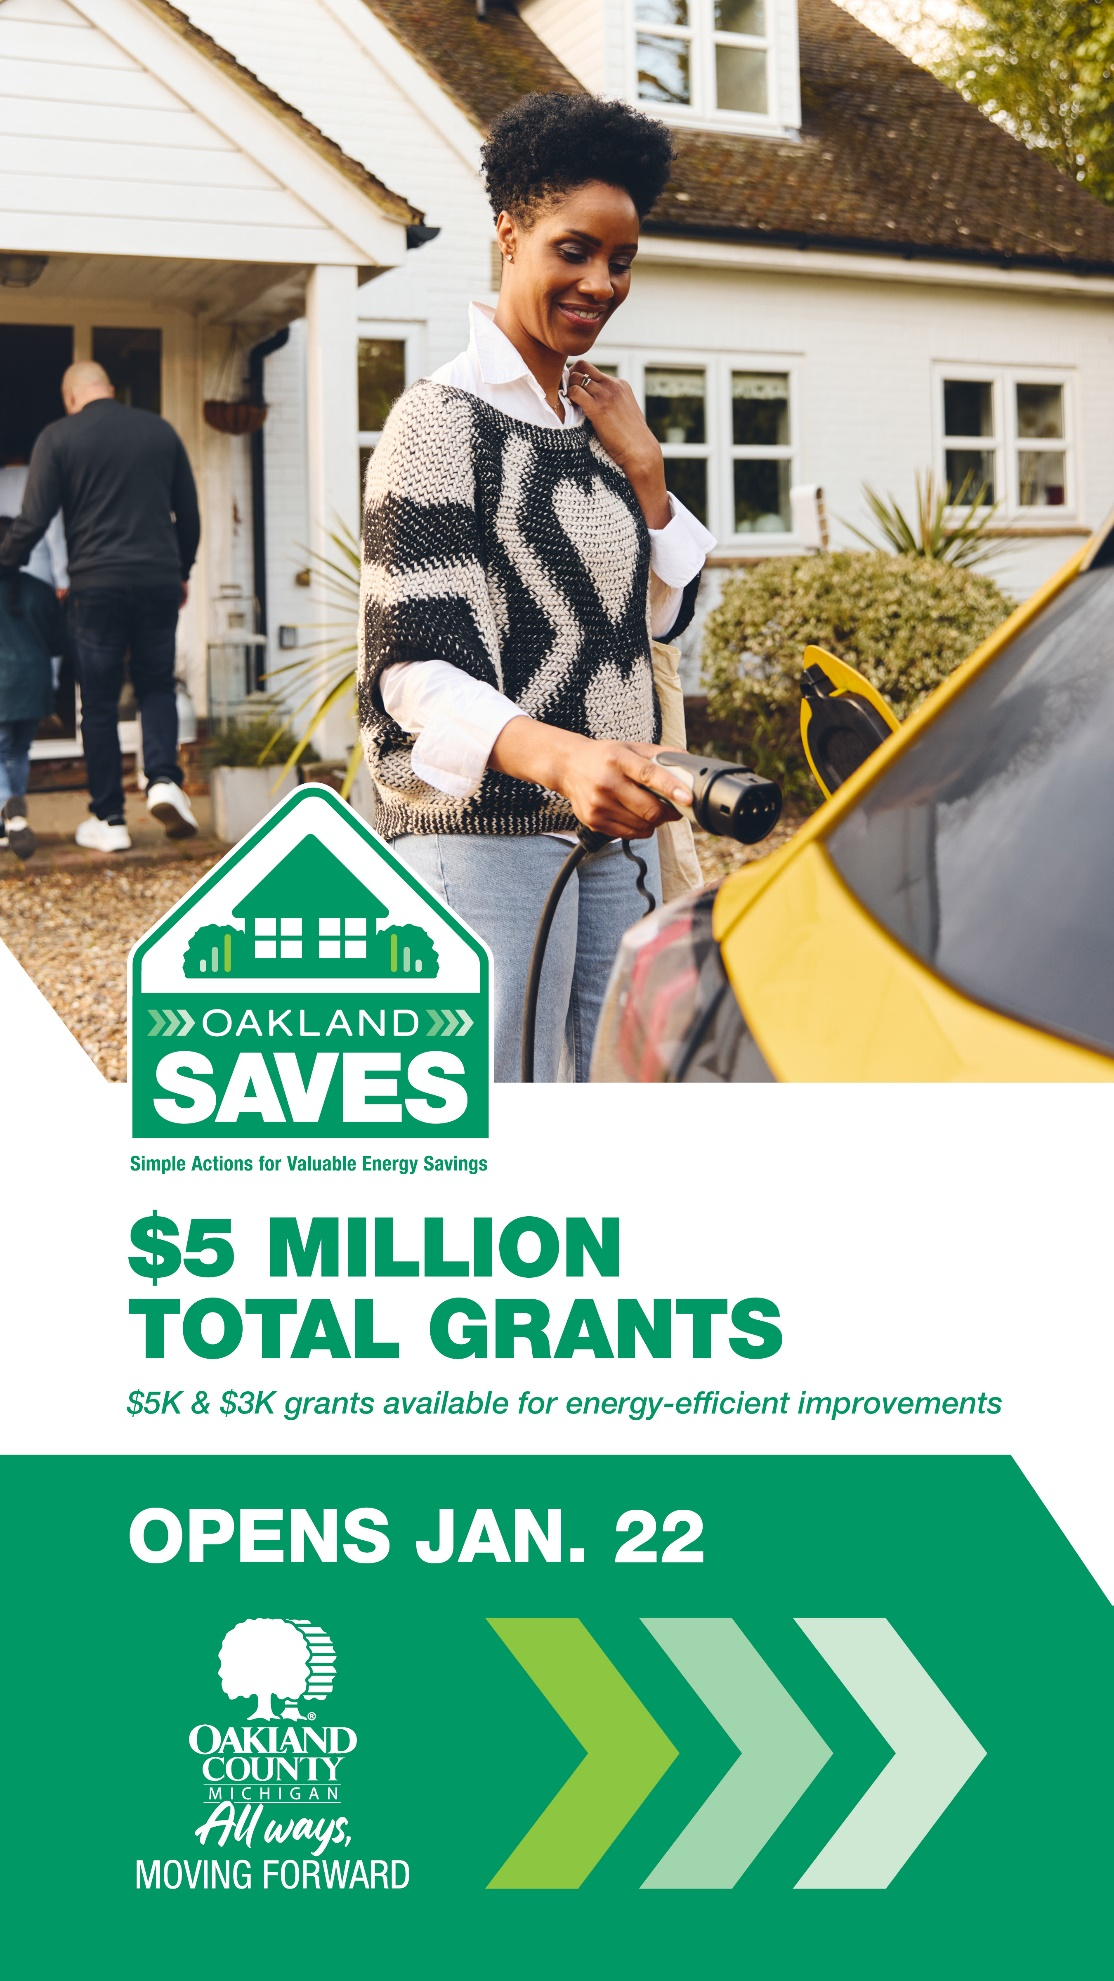 OAKLAND
SAVES
Simple Actions for Valuable Energy Savings
$5 MILLION
TOTAL GRANTS
$5K & $3K grants available for energy-efficient improvements
OPENS JAN. 22
®
OAKLAND
COUNTY
MICHIGAN
All ways,
MOVING FORWARD